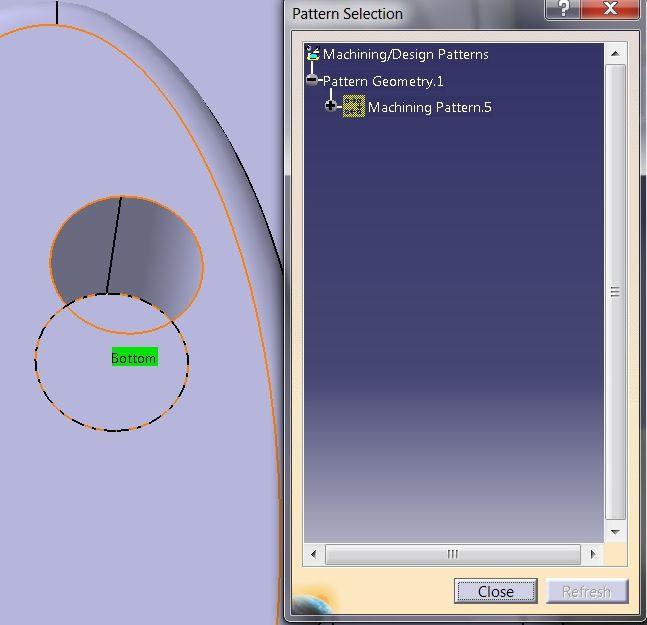 Pattern Selection
?
Machining/Design Patterns
Pattern Geometry.1
Machining Pattern.5
Bottom
Close
Refresh